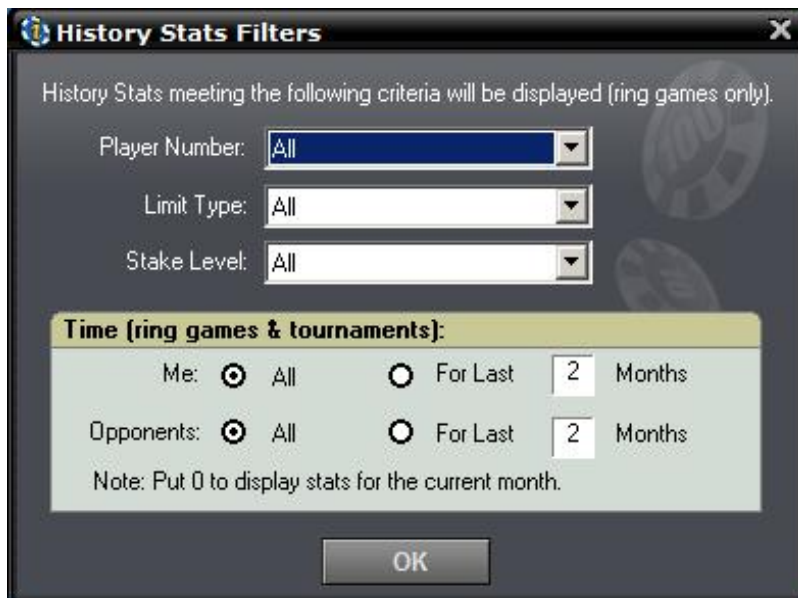 History Stats Filters
History Stats meeting the following criteria will be displayed (ring games only).
Player Number: All
Limit Type: All
Stake Level: All
100
Time (ring games & tournaments):
Me: All For Last 2 Months
Opponents: All For Last 2 Months
Note: Put 0 to display stats for the current month.
OK